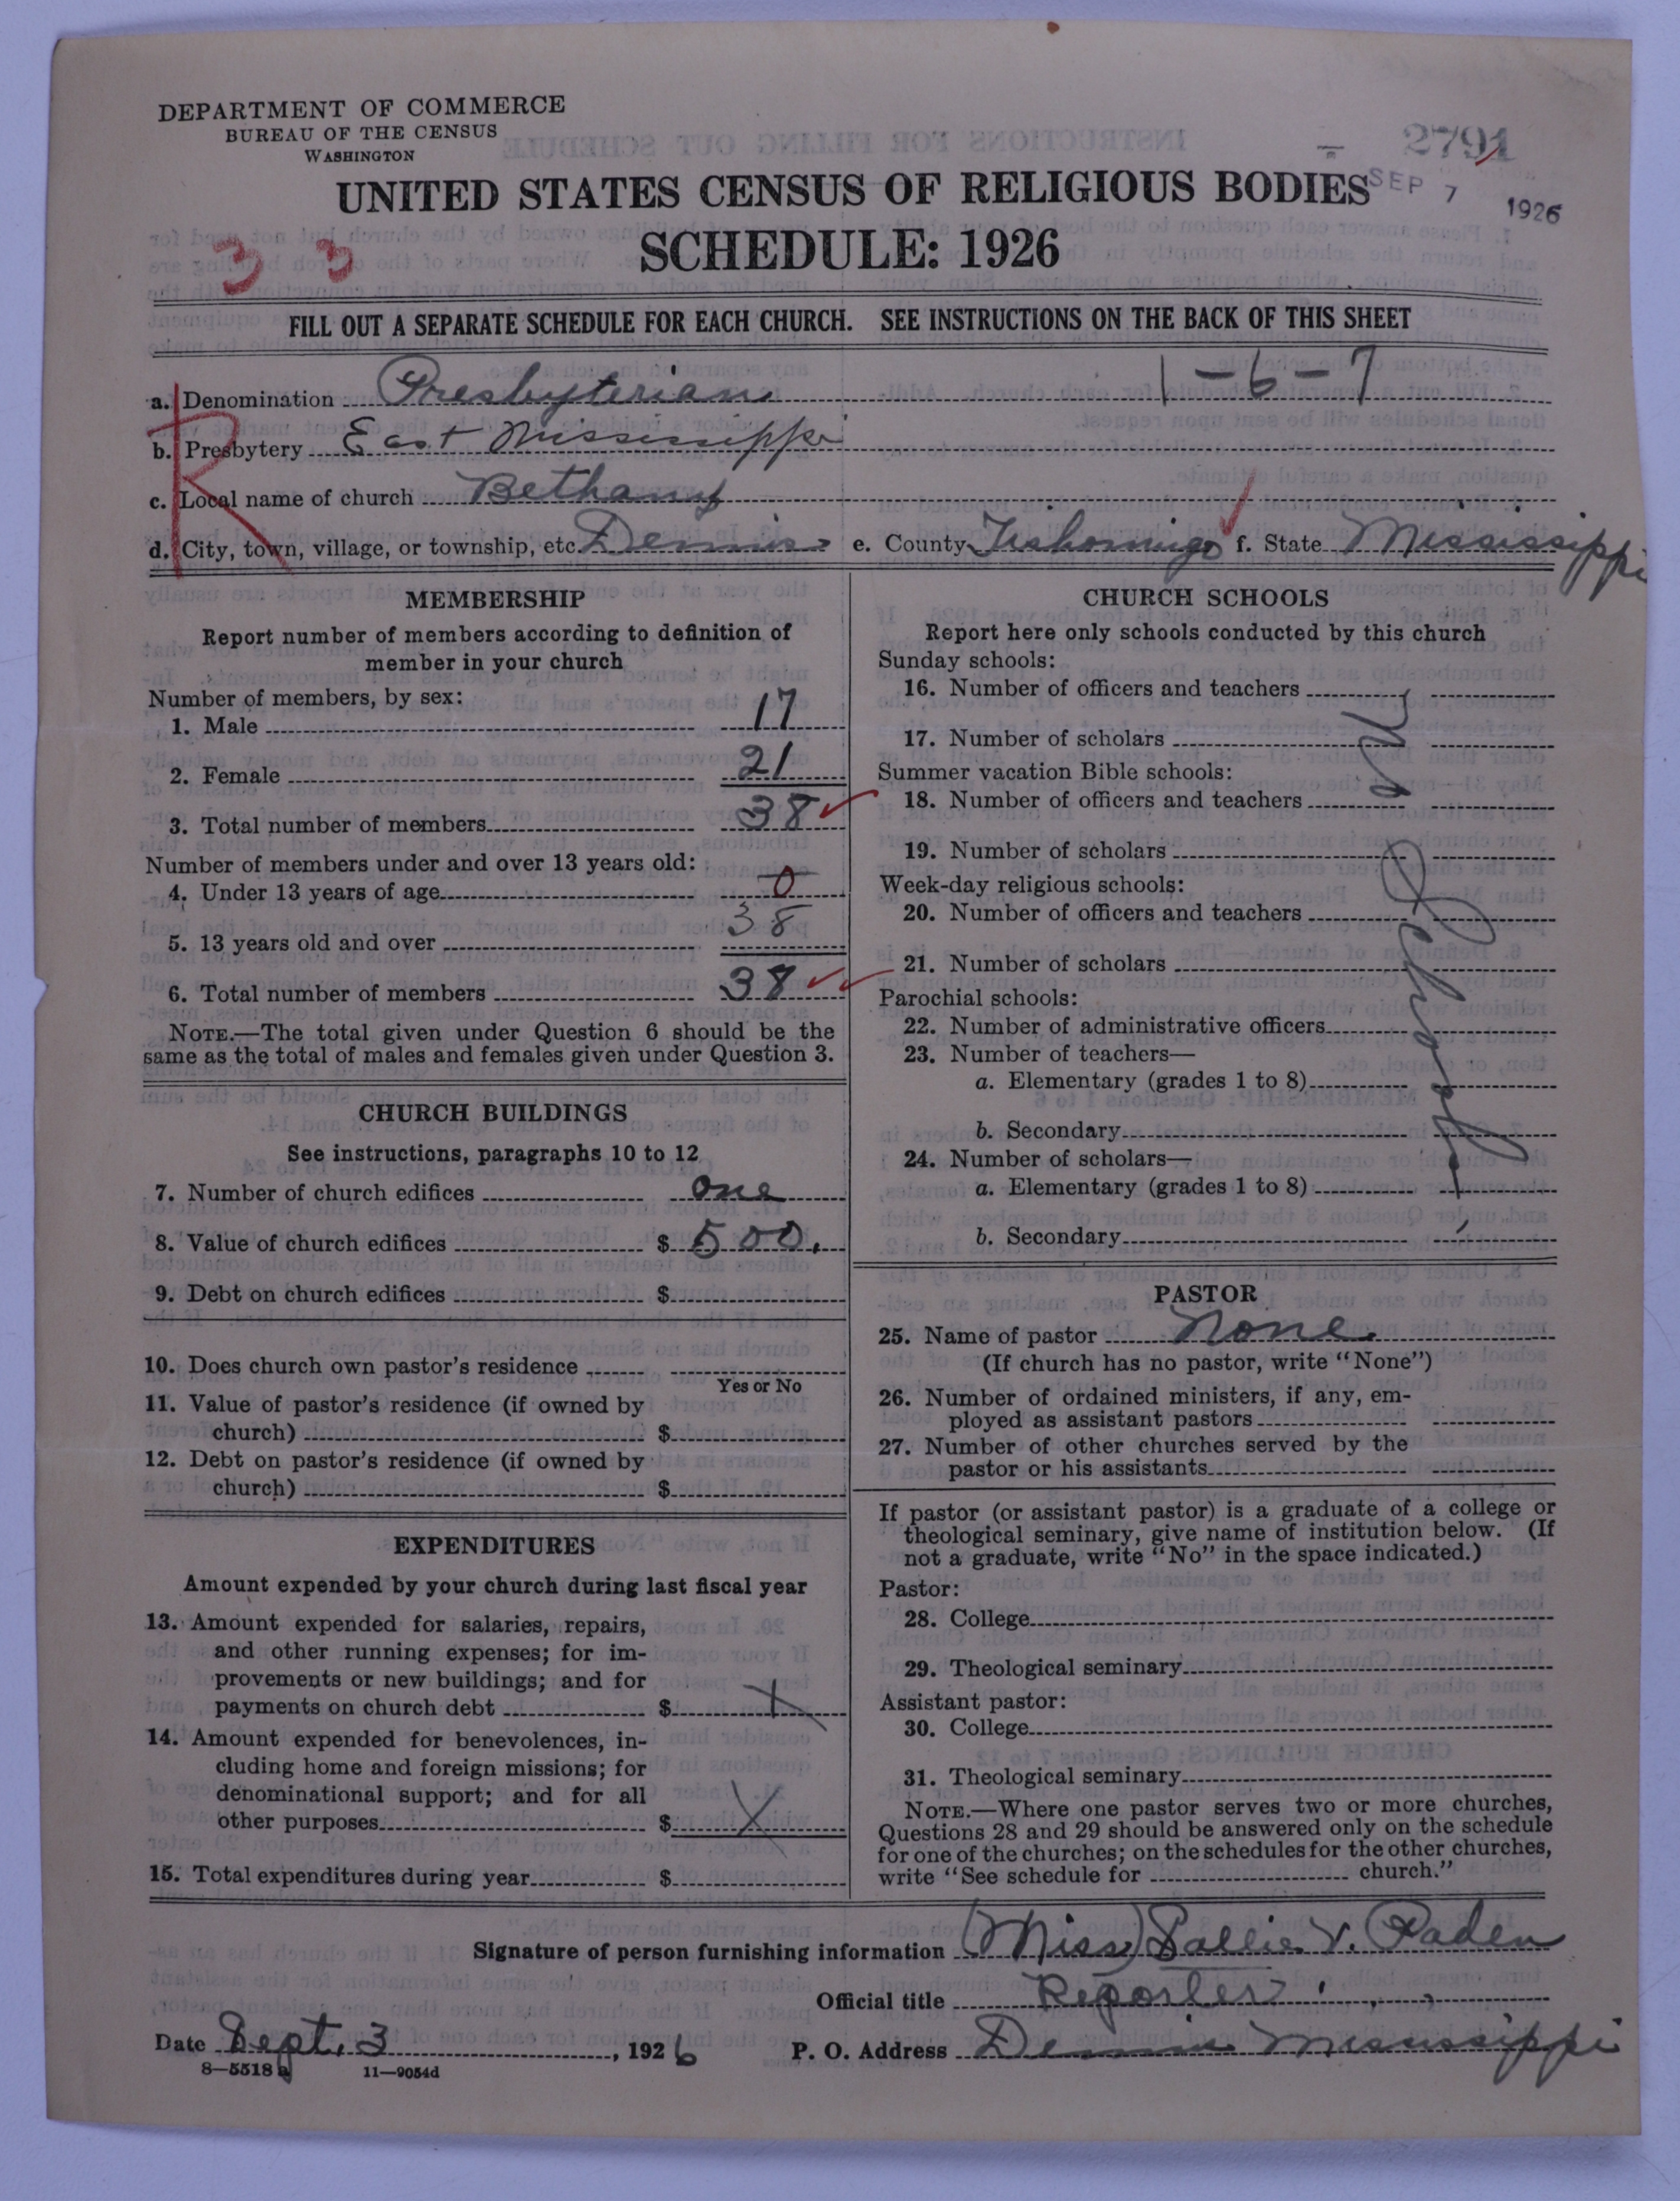 DEPARTMENT OF COMMERCE
BUREAU OF THE CENSUS
WASHINGTON
2791
SEP 7 1926
UNITED STATES CENSUS OF RELIGIOUS BODIES
SCHEDULE: 1926
3 3
FILL OUT A SEPARATE SCHEDULE FOR EACH CHURCH. SEE INSTRUCTIONS ON THE BACK OF THIS SHEET
a. Denomination Presbyterian 1-6-7
b. Presbytery East Mississippi
c. Local name of church Bethany
d. City, town, village, or township, etc. Dennis e. County Tishomingo f. State Mississippi
R
MEMBERSHIP
Report number of members according to definition of
member in your church
Number of members, by sex:
1. Male 17
2. Female 21
3. Total number of members 38
Number of members under and over 13 years old:
4. Under 13 years of age 0
5. 13 years old and over 38
6. Total number of members 38
NOTE.—The total given under Question 6 should be the
same as the total of males and females given under Question 3.
CHURCH BUILDINGS
See instructions, paragraphs 10 to 12
7. Number of church edifices one
8. Value of church edifices $ 500.
9. Debt on church edifices $
10. Does church own pastor's residence
Yes or No
11. Value of pastor's residence (if owned by
church) $
12. Debt on pastor's residence (if owned by
church) $
EXPENDITURES
Amount expended by your church during last fiscal year
13. Amount expended for salaries, repairs,
and other running expenses; for im-
provements or new buildings; and for
payments on church debt $ X
14. Amount expended for benevolences, in-
cluding home and foreign missions; for
denominational support; and for all
other purposes $ X
15. Total expenditures during year $
CHURCH SCHOOLS
Report here only schools conducted by this church
Sunday schools:
16. Number of officers and teachers
17. Number of scholars
Summer vacation Bible schools:
18. Number of officers and teachers
19. Number of scholars
Week-day religious schools:
20. Number of officers and teachers
21. Number of scholars
Parochial schools:
22. Number of administrative officers
23. Number of teachers—
a. Elementary (grades 1 to 8)
b. Secondary
24. Number of scholars—
a. Elementary (grades 1 to 8)
b. Secondary
PASTOR
25. Name of pastor None
(If church has no pastor, write "None")
26. Number of ordained ministers, if any, em-
ployed as assistant pastors
27. Number of other churches served by the
pastor or his assistants
If pastor (or assistant pastor) is a graduate of a college or
theological seminary, give name of institution below. (If
not a graduate, write "No" in the space indicated.)
Pastor:
28. College
29. Theological seminary
Assistant pastor:
30. College
31. Theological seminary
NOTE.—Where one pastor serves two or more churches,
Questions 28 and 29 should be answered only on the schedule
for one of the churches; on the schedules for the other churches,
write "See schedule for church."
Signature of person furnishing information (Miss) Sallie V. Paden
Official title Reporter
Date Sept. 3, 1926 P. O. Address Dennis Mississippi
8—5518a 11—9054d